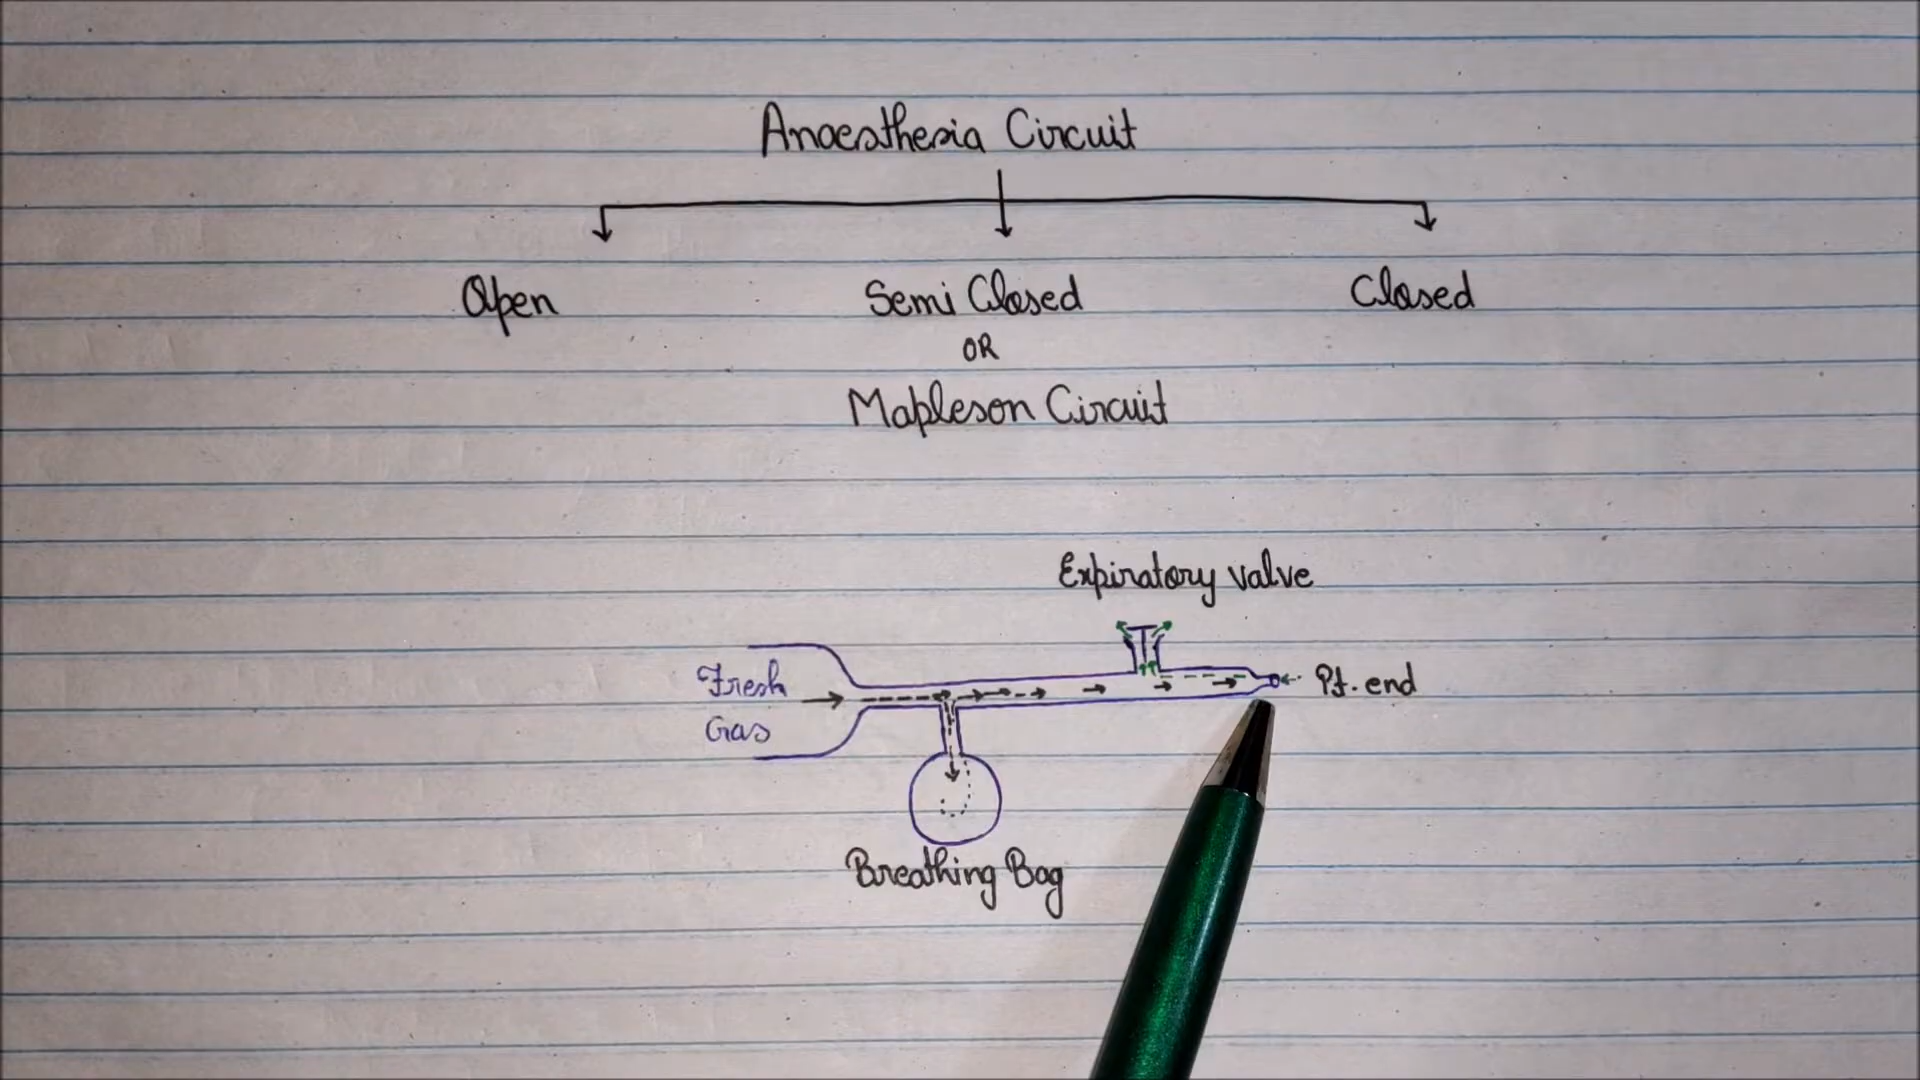 Anaesthesia Circuit
Open
Semi Closed
Closed
OR
Mapleson Circuit
Expiratory valve
Fresh
Gas
Pt. end
Breathing Bag